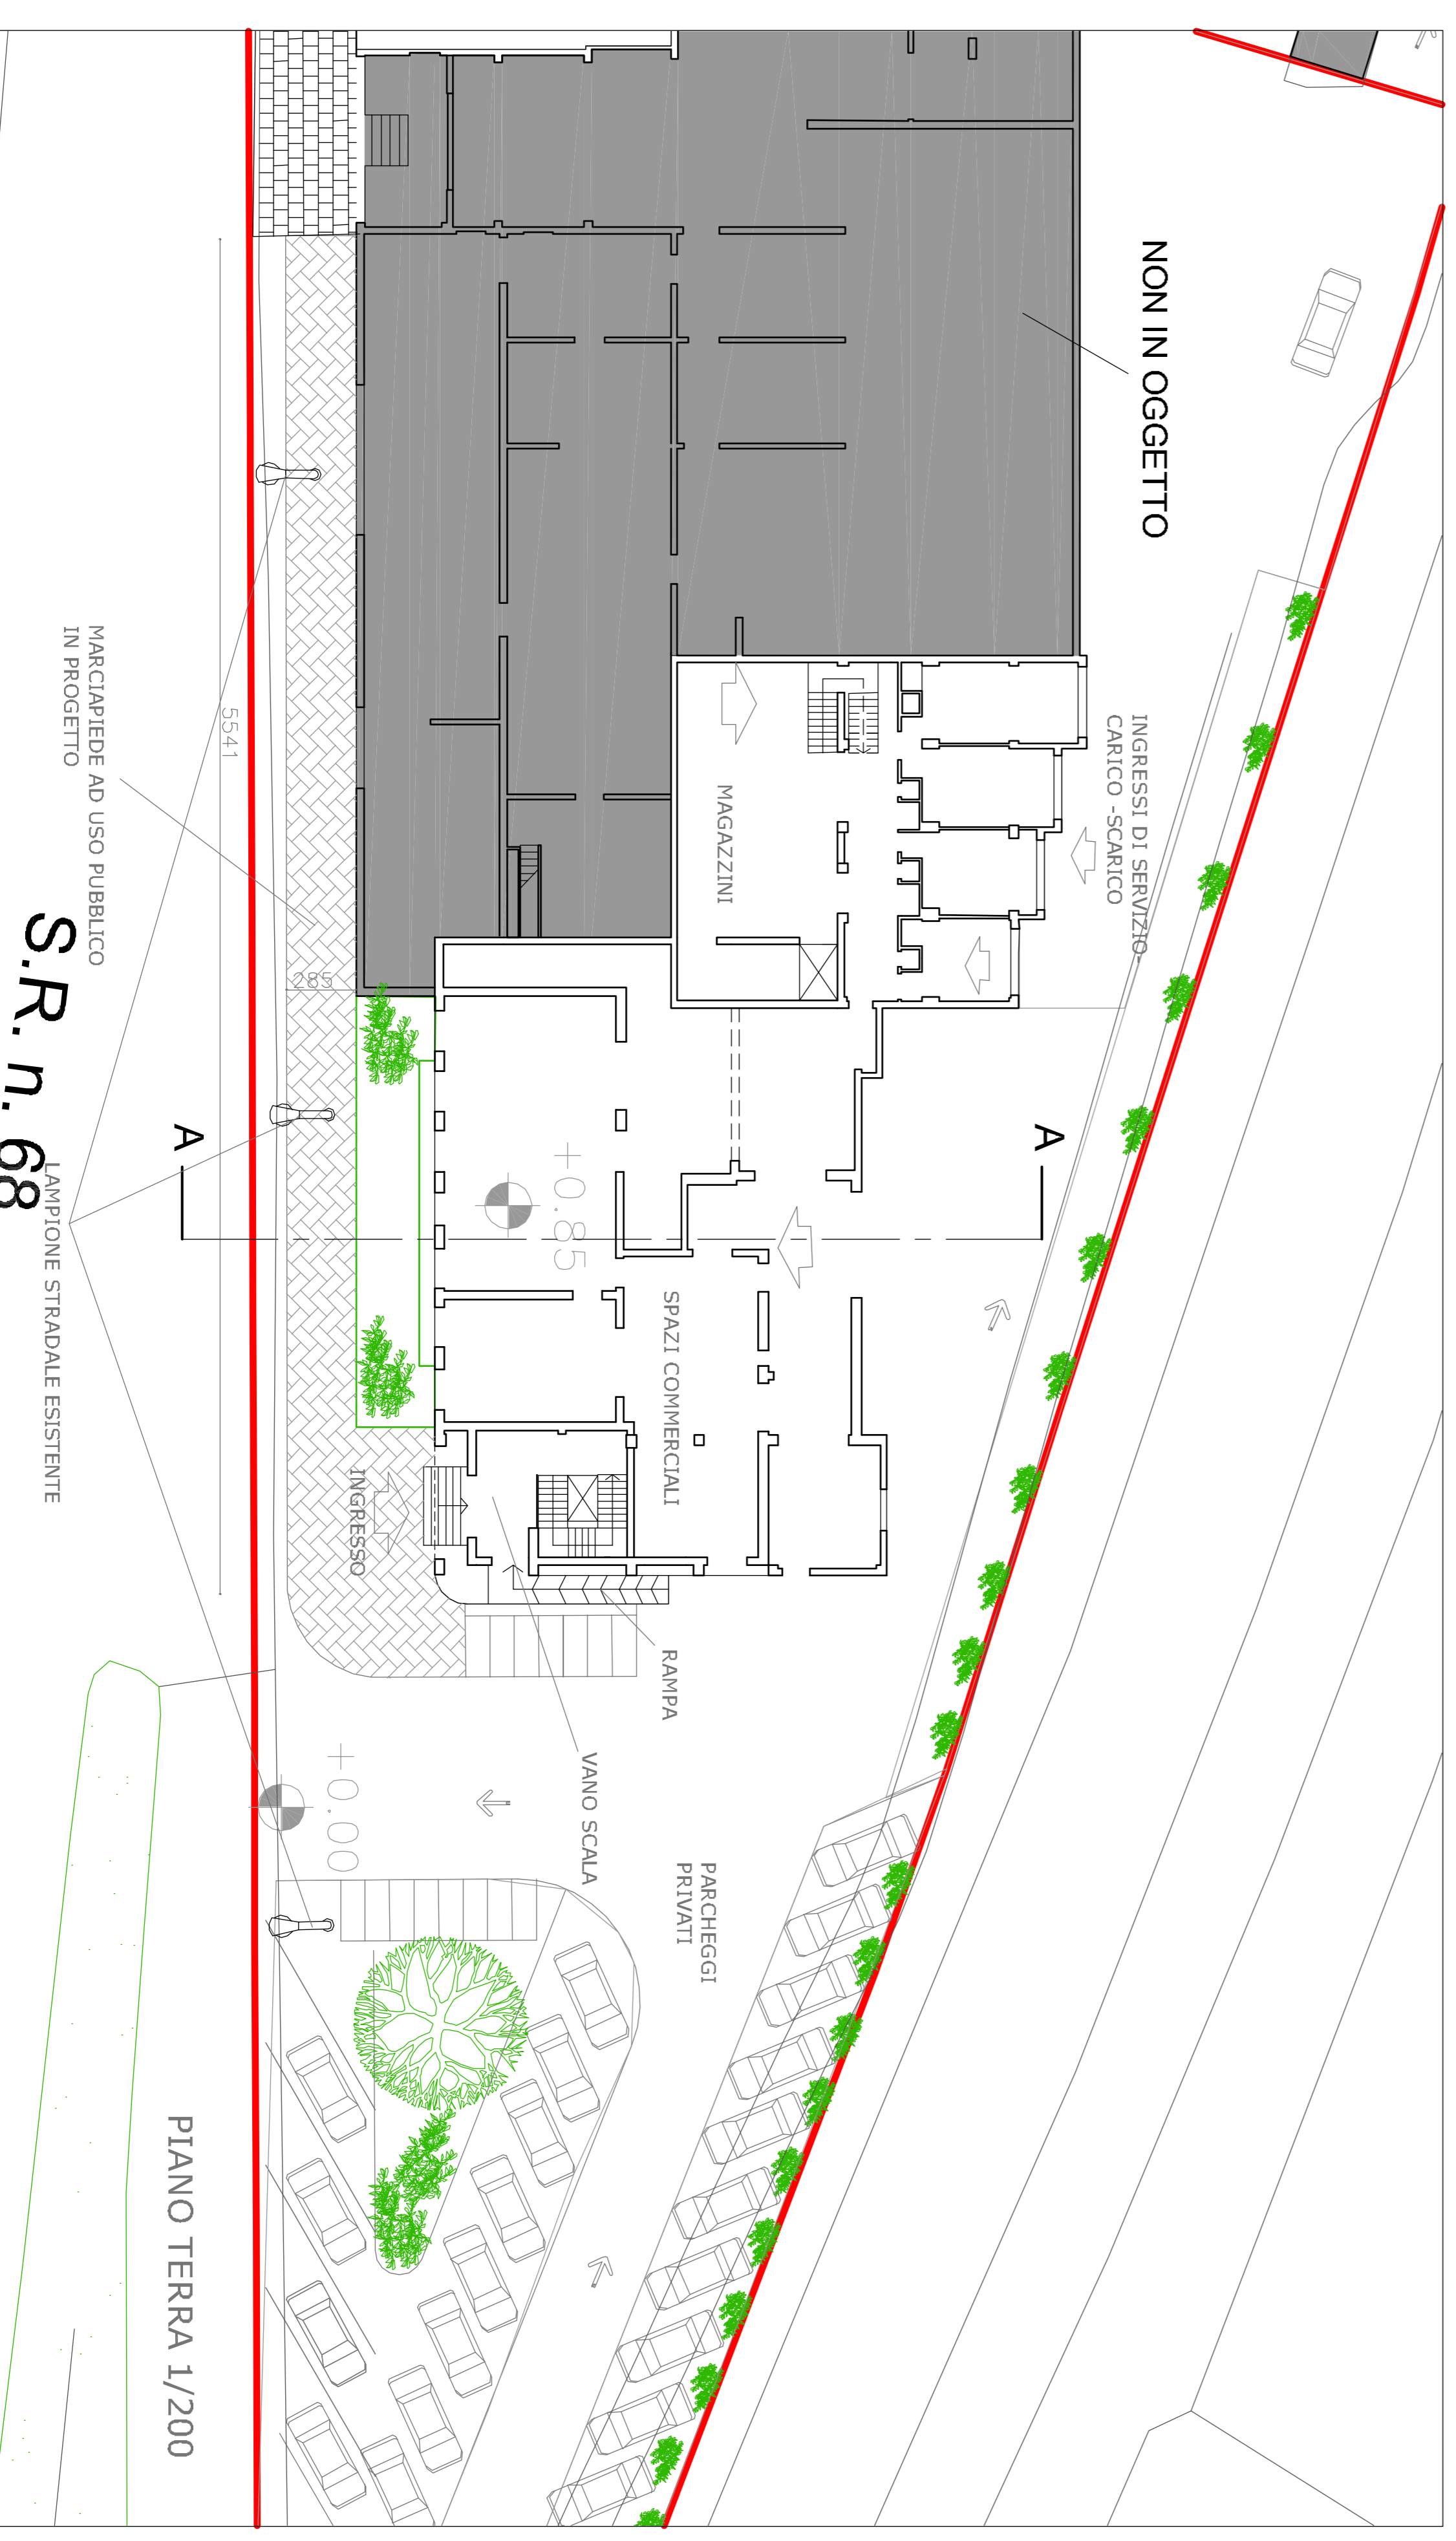 NON IN OGGETTO
INGRESSI DI SERVIZIO-
CARICO -SCARICO
MAGAZZINI
A
A
+0.85
SPAZI COMMERCIALI
INGRESSO
RAMPA
VANO SCALA
PARCHEGGI
PRIVATI
+0.00
285
5541
MARCIAPIEDE AD USO PUBBLICO
IN PROGETTO
S.R. n. 68
LAMPIONE STRADALE ESISTENTE
PIANO TERRA 1/200